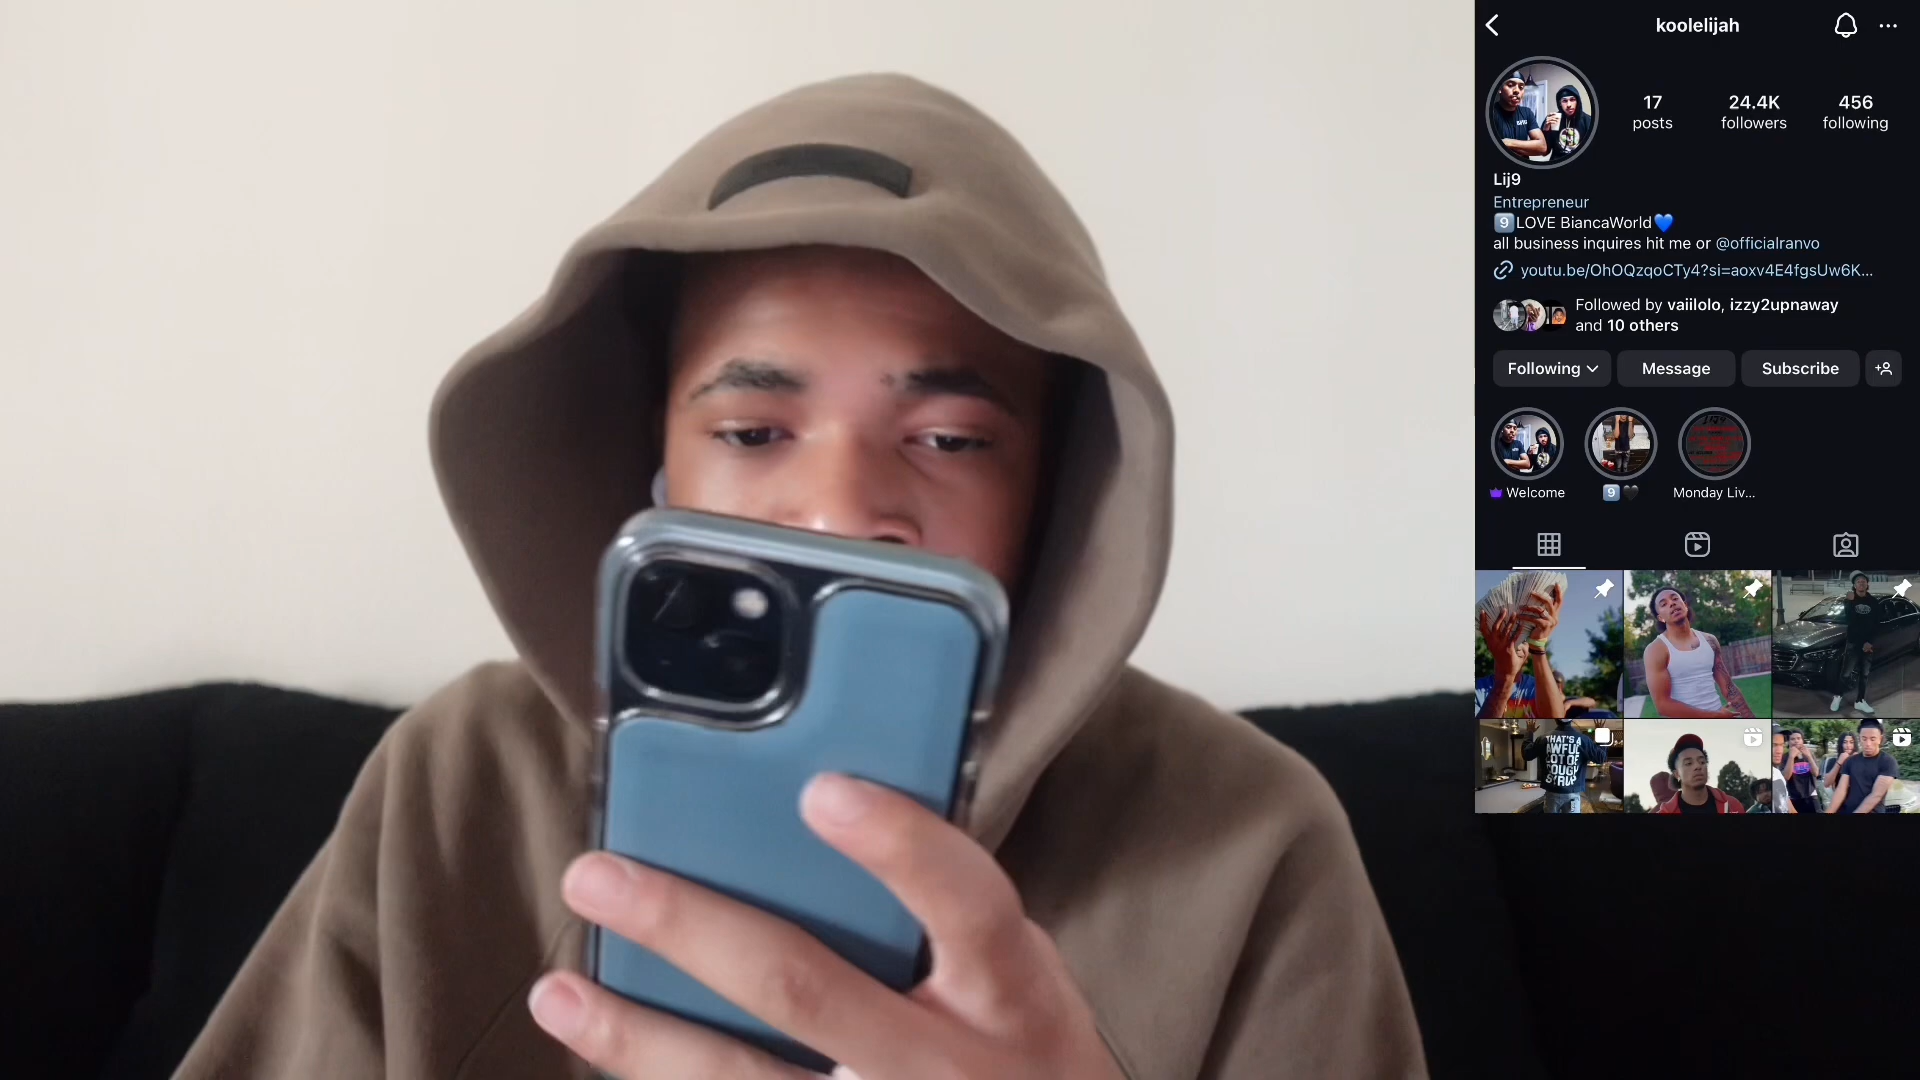 koolelijah
17
posts
24.4K
followers
456
following
Lij9
Entrepreneur
9️⃣LOVE BiancaWorld💙
all business inquires hit me or @officialranvo
youtu.be/OhOQzqoCTy4?si=aoxv4E4fgsUw6K...
Followed by vaiilolo, izzy2upnaway
and 10 others
Following
Message
Subscribe
Welcome
9️⃣🖤
Monday Liv...
THAT'S A
AWFUL
LOT OF
COUGH
SYRUP